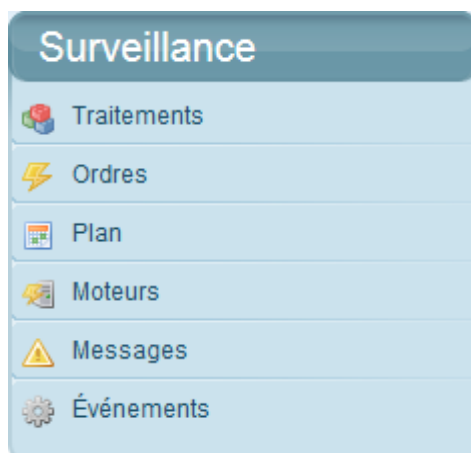 Surveillance
Traitements
Ordres
Plan
Moteurs
Messages
Événements